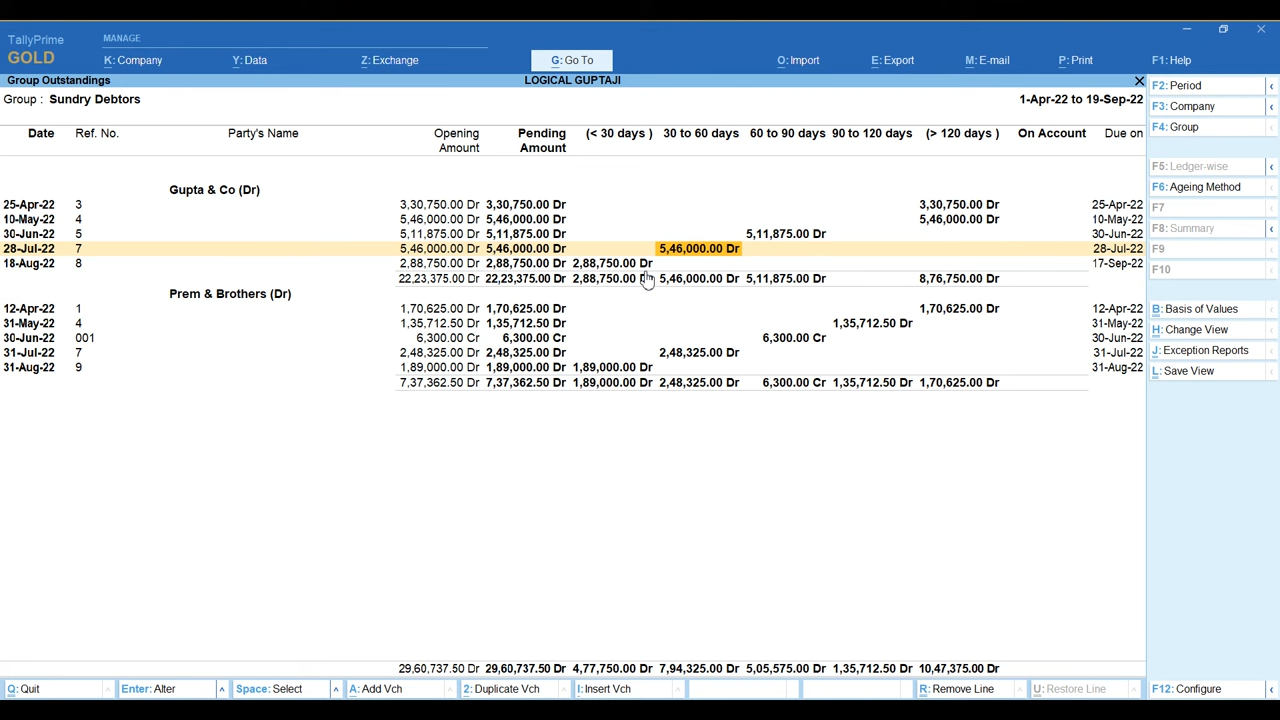 TallyPrime
GOLD
MANAGE
K: Company Y: Data Z: Exchange G: Go To O: Import E: Export M: E-mail P: Print F1: Help
Group Outstandings LOGICAL GUPTAJI
Group : Sundry Debtors 1-Apr-22 to 19-Sep-22
Date Ref. No. Party's Name Opening Amount Pending Amount (< 30 days ) 30 to 60 days 60 to 90 days 90 to 120 days (> 120 days ) On Account Due on
Gupta & Co (Dr)
25-Apr-22 3 3,30,750.00 Dr 3,30,750.00 Dr 3,30,750.00 Dr 25-Apr-22
10-May-22 4 5,46,000.00 Dr 5,46,000.00 Dr 5,46,000.00 Dr 10-May-22
30-Jun-22 5 5,11,875.00 Dr 5,11,875.00 Dr 5,11,875.00 Dr 30-Jun-22
28-Jul-22 7 5,46,000.00 Dr 5,46,000.00 Dr 5,46,000.00 Dr 28-Jul-22
18-Aug-22 8 2,88,750.00 Dr 2,88,750.00 Dr 2,88,750.00 Dr 17-Sep-22
22,23,375.00 Dr 22,23,375.00 Dr 2,88,750.00 Dr 5,46,000.00 Dr 5,11,875.00 Dr 8,76,750.00 Dr
Prem & Brothers (Dr)
12-Apr-22 1 1,70,625.00 Dr 1,70,625.00 Dr 1,70,625.00 Dr 12-Apr-22
31-May-22 4 1,35,712.50 Dr 1,35,712.50 Dr 1,35,712.50 Dr 31-May-22
30-Jun-22 001 6,300.00 Cr 6,300.00 Cr 6,300.00 Cr 30-Jun-22
31-Jul-22 7 2,48,325.00 Dr 2,48,325.00 Dr 2,48,325.00 Dr 31-Jul-22
31-Aug-22 9 1,89,000.00 Dr 1,89,000.00 Dr 1,89,000.00 Dr 31-Aug-22
7,37,362.50 Dr 7,37,362.50 Dr 1,89,000.00 Dr 2,48,325.00 Dr 6,300.00 Cr 1,35,712.50 Dr 1,70,625.00 Dr
29,60,737.50 Dr 29,60,737.50 Dr 4,77,750.00 Dr 7,94,325.00 Dr 5,05,575.00 Dr 1,35,712.50 Dr 10,47,375.00 Dr
F2: Period
F3: Company
F4: Group
F5: Ledger-wise
F6: Ageing Method
F7
F8: Summary
F9
F10
B: Basis of Values
H: Change View
J: Exception Reports
L: Save View
Q: Quit Enter: Alter Space: Select A: Add Vch 2: Duplicate Vch I: Insert Vch R: Remove Line U: Restore Line F12: Configure